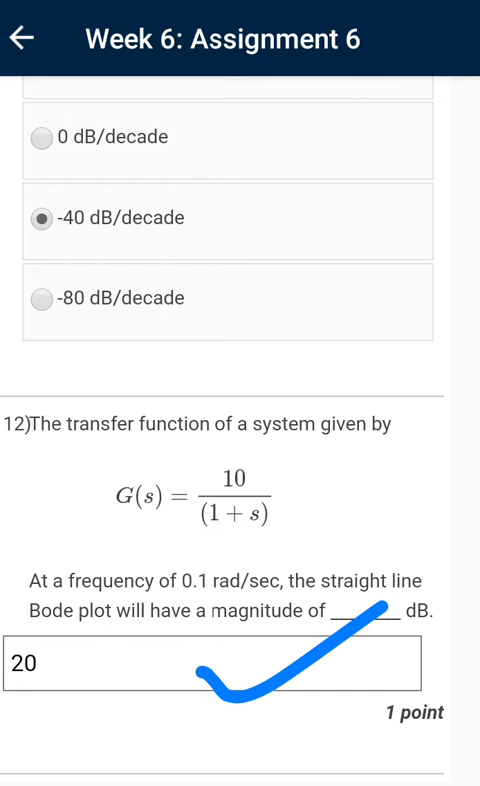 Week 6: Assignment 6
0 dB/decade
-40 dB/decade
-80 dB/decade
12)The transfer function of a system given by
G(s) = 10 / (1 + s)
At a frequency of 0.1 rad/sec, the straight line
Bode plot will have a magnitude of ______ dB.
20
1 point